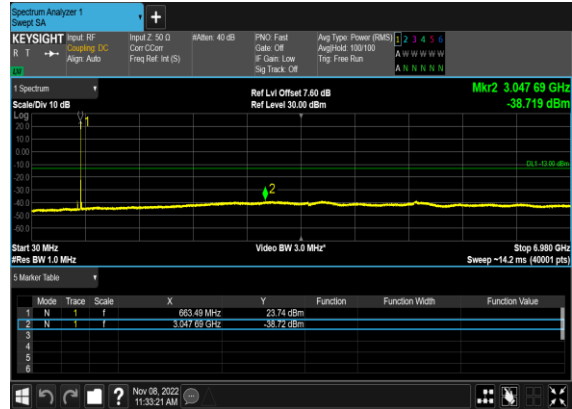 Spectrum Analyzer 1
Swept SA
+
KEYSIGHT Input: RF Input Z: 50 Ω #Atten: 40 dB PNO: Fast Avg Type: Power (RMS) 1 2 3 4 5 6
R T Coupling: DC Corr CCorr Gate: Off Avg|Hold: 100/100 A W W W W W
Align: Auto Freq Ref: Int (S) IF Gain: Low Trig: Free Run
Sig Track: Off A N N N N N
1 Spectrum Ref Lvl Offset 7.60 dB Mkr2 3.047 69 GHz
Scale/Div 10 dB Ref Level 30.00 dBm -38.719 dBm
Log
20.0
10.0
0.00
-10.0
-20.0
-30.0
-40.0
-50.0
-60.0
1
DL1 -13.00 dBm
2
Start 30 MHz Video BW 3.0 MHz* Stop 6.980 GHz
#Res BW 1.0 MHz Sweep ~14.2 ms (40001 pts)
5 Marker Table
Mode Trace Scale X Y Function Function Width Function Value
1 N 1 f 663.49 MHz 23.74 dBm
2 N 1 f 3.047 69 GHz -38.72 dBm
3
4
5
6
? Nov 08, 2022
11:33:21 AM